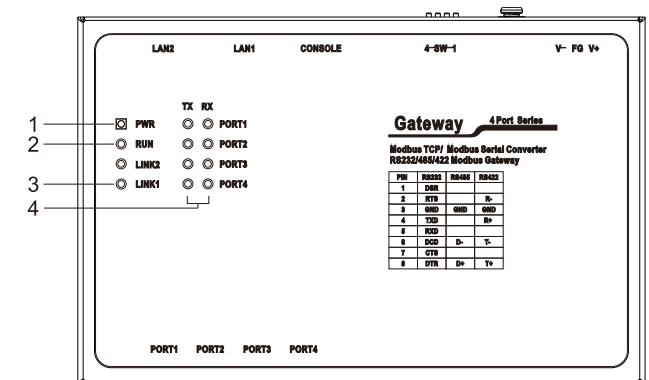 LAN2 LAN1 CONSOLE 4-SW-1 V- FG V+
TX RX
1 PWR PORT1
2 RUN PORT2
LINK2 PORT3
3 LINK1 PORT4
4
Gateway 4 Port Series
Modbus TCP/ Modbus Serial Converter
RS232/485/422 Modbus Gateway
PIN RS232 RS485 RS422
1 DSR
2 RTS R-
3 GND GND GND
4 TXD R+
5 RXD
6 DCD D- T-
7 CTS
8 DTR D+ T+
PORT1 PORT2 PORT3 PORT4